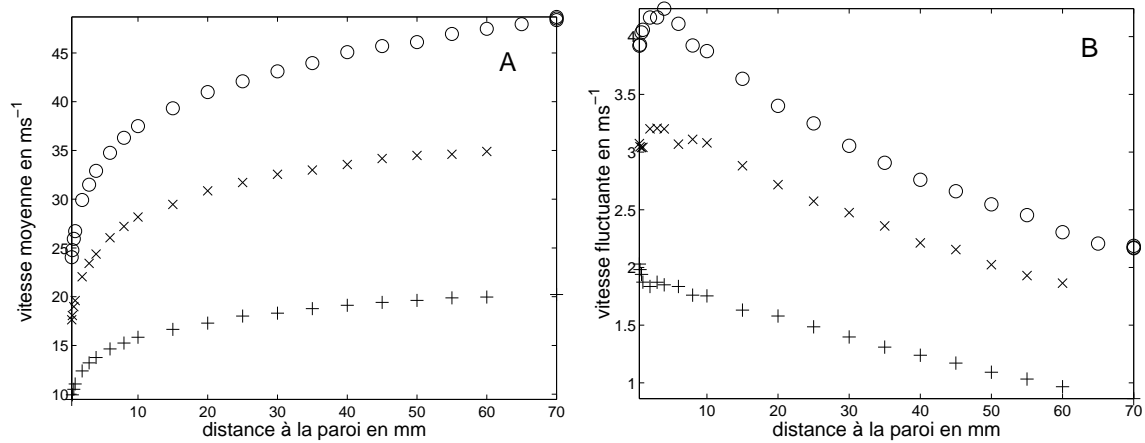 A
vitesse moyenne en ms⁻¹
45
40
35
30
25
20
15
10
10 20 30 40 50 60 70
distance à la paroi en mm
B
vitesse fluctuante en ms⁻¹
4
3.5
3
2.5
2
1.5
1
10 20 30 40 50 60 70
distance à la paroi en mm